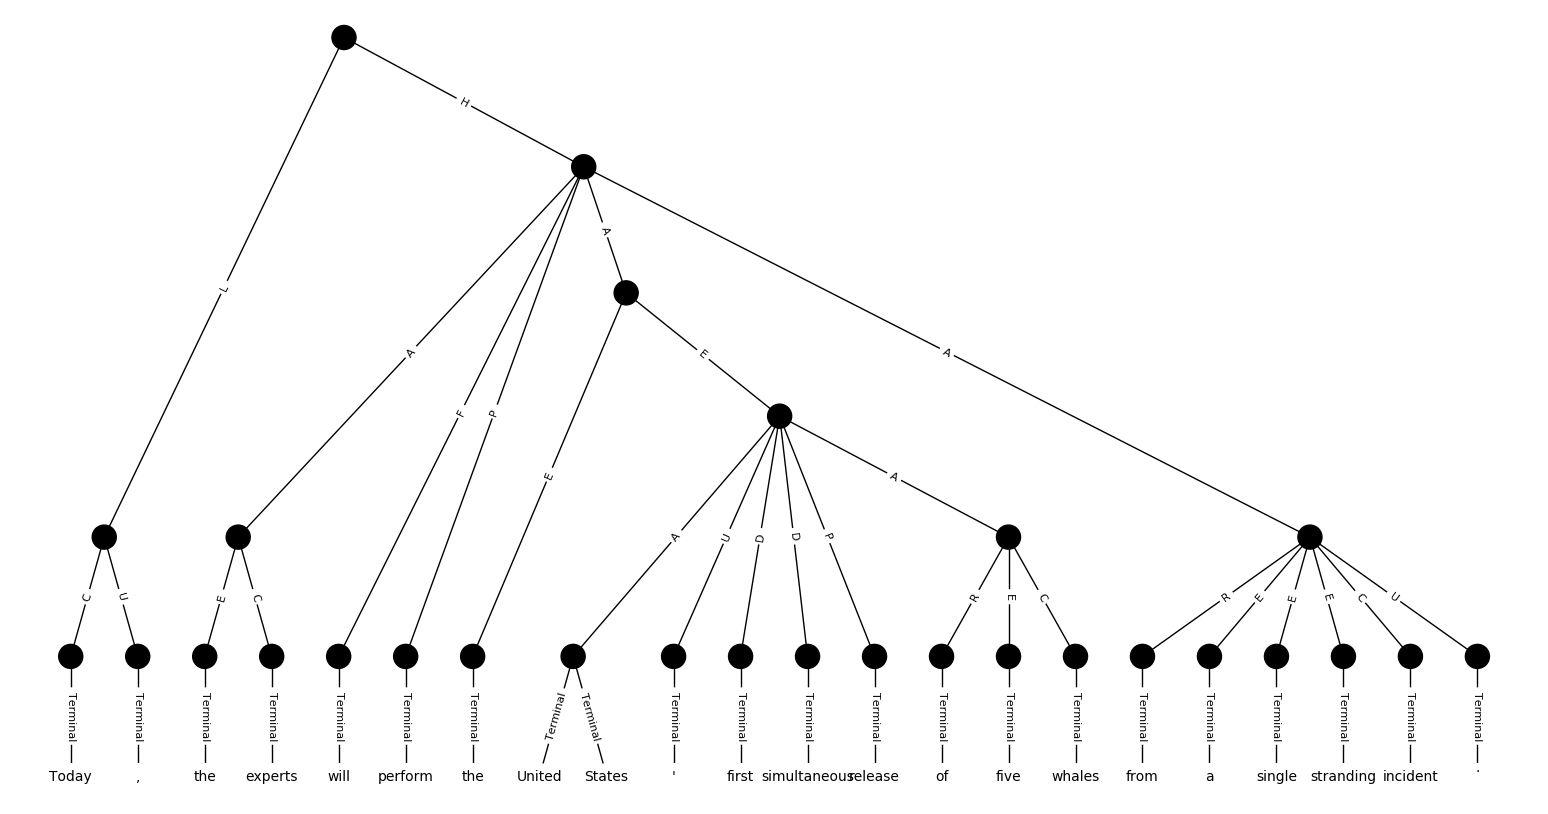 H
A
L
A
E
A
F
P
E
A
A
U
D
D
P
C
U
E
C
R
E
C
R
E
E
E
C
U
Terminal Terminal Terminal Terminal Terminal Terminal Terminal Terminal Terminal Terminal Terminal Terminal Terminal Terminal Terminal Terminal Terminal Terminal Terminal Terminal Terminal Terminal
Today , the experts will perform the United States ' first simultaneous release of five whales from a single stranding incident .